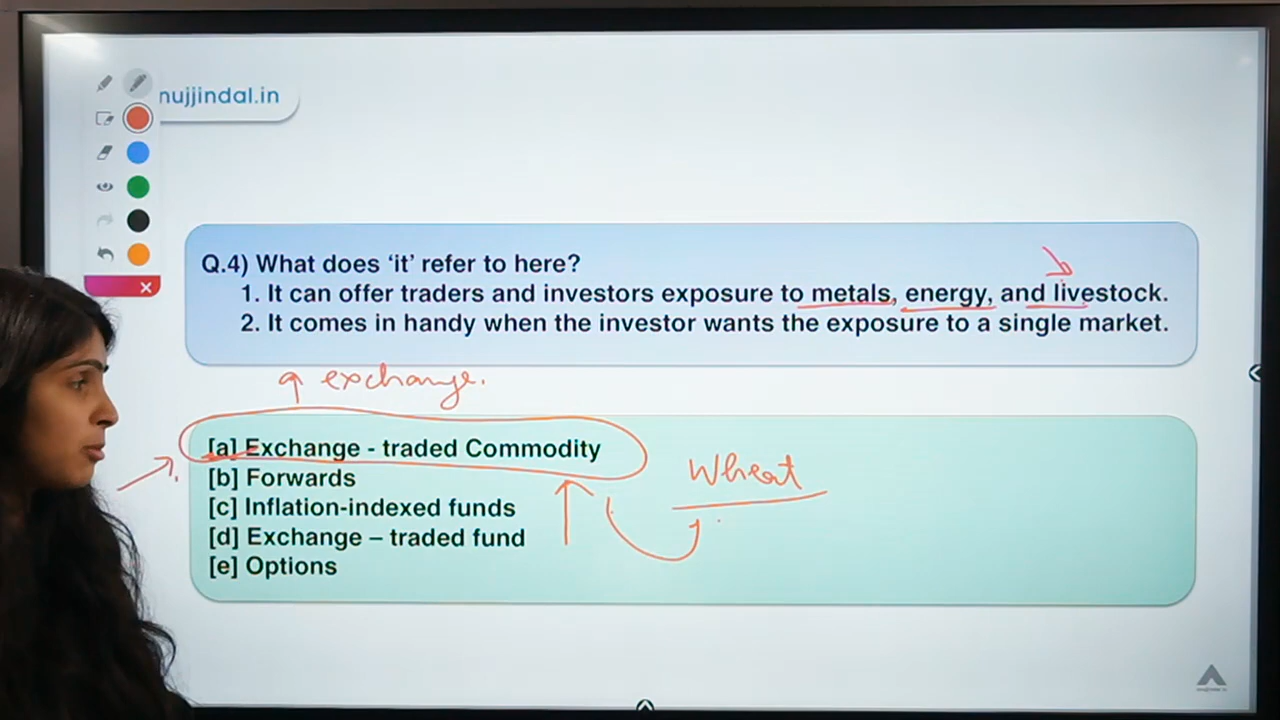 nujjindal.in
Q.4) What does ‘it’ refer to here?
1. It can offer traders and investors exposure to metals, energy, and livestock.
2. It comes in handy when the investor wants the exposure to a single market.
exchange.
[a] Exchange - traded Commodity
Wheat
[b] Forwards
[c] Inflation-indexed funds
[d] Exchange – traded fund
[e] Options